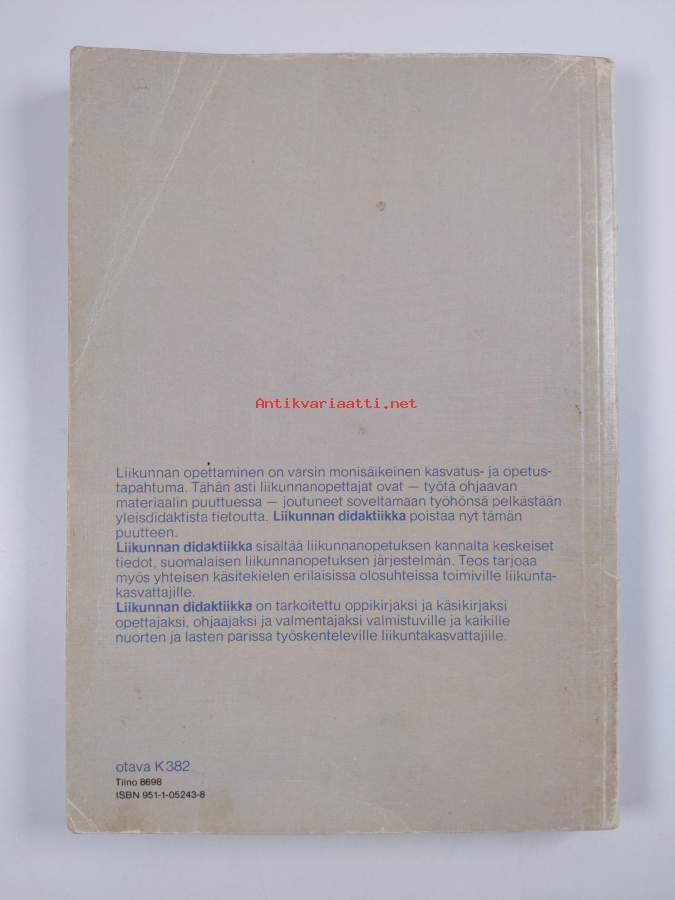 Antikvariaatti.net
Liikunnan opettaminen on varsin monisäikeinen kasvatus- ja opetus-
tapahtuma. Tähän asti liikunnanopettajat ovat — työtä ohjaavan
materiaalin puuttuessa — joutuneet soveltamaan työhönsä pelkästään
yleisdidaktista tietoutta. Liikunnan didaktiikka poistaa nyt tämän
puutteen.
Liikunnan didaktiikka sisältää liikunnanopetuksen kannalta keskeiset
tiedot, suomalaisen liikunnanopetuksen järjestelmän. Teos tarjoaa
myös yhteisen käsitekielen erilaisissa olosuhteissa toimiville liikunta-
kasvattajille.
Liikunnan didaktiikka on tarkoitettu oppikirjaksi ja käsikirjaksi
opettajaksi, ohjaajaksi ja valmentajaksi valmistuville ja kaikille
nuorten ja lasten parissa työskenteleville liikuntakasvattajille.
otava K382
Tilno 8698
ISBN 951-1-05243-8